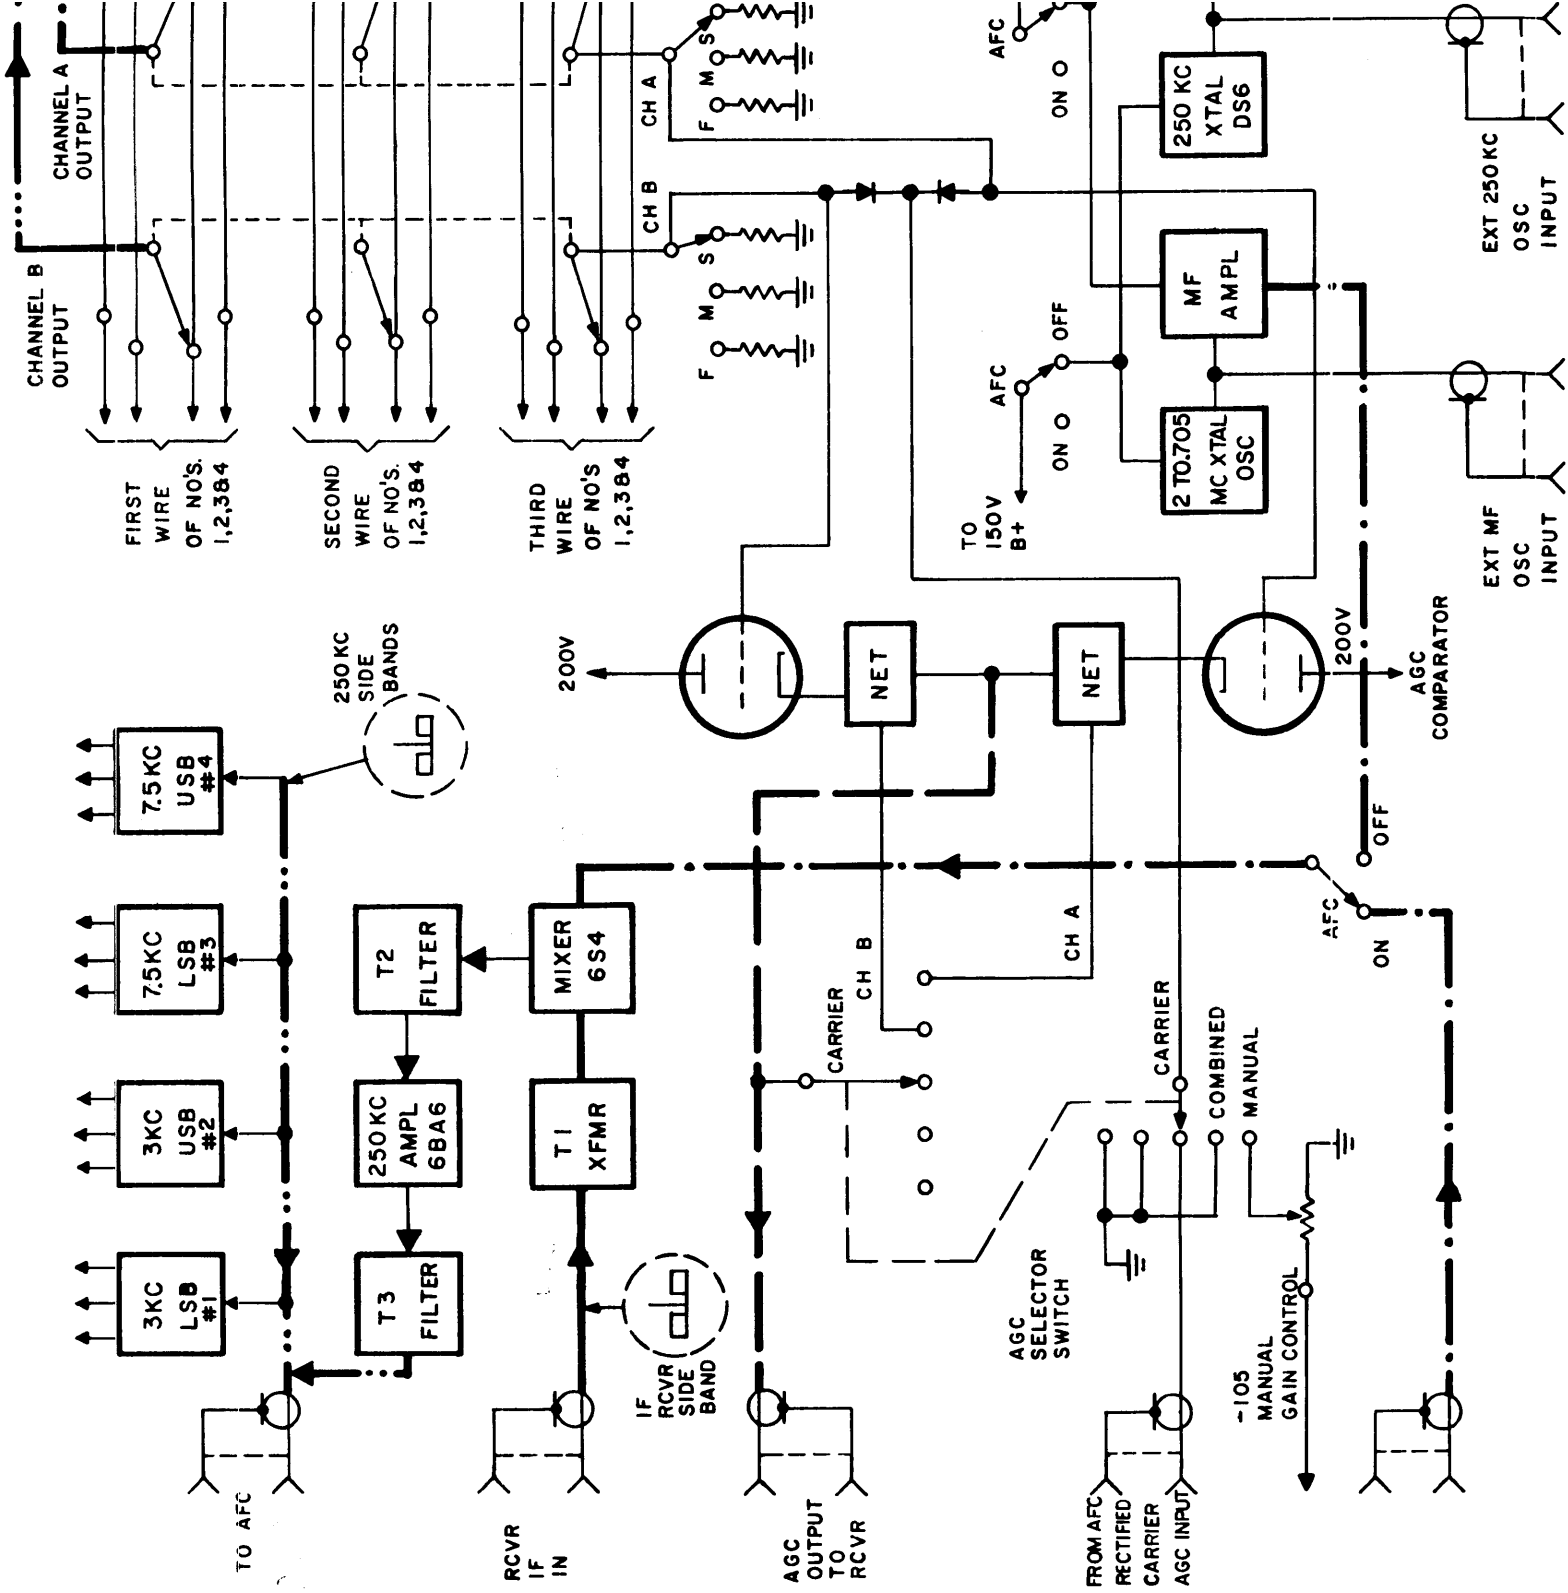 CHANNEL A
OUTPUT
CHANNEL B
OUTPUT
FIRST
WIRE
OF NO'S.
1,2,3&4
SECOND
WIRE
OF NO'S.
1,2,3&4
THIRD
WIRE
OF NO'S
1,2,3&4
CH A
S
M
F
CH B
S
M
F
AFC
ON
250 KC
XTAL
DS6
EXT 250KC
OSC
INPUT
MF
AMPL
AFC
OFF
ON
TO
150V
B+
2 TO.705
MC XTAL
OSC
EXT MF
OSC
INPUT
250KC
SIDE
BANDS
200V
NET
NET
200V
AGC
COMPARATOR
7.5KC
USB
#4
7.5KC
LSB
#3
3KC
USB
#2
3KC
LSB
#1
T2
FILTER
250KC
AMPL
6BA6
T3
FILTER
MIXER
6S4
T1
XFMR
IF
RCVR
SIDE
BAND
CARRIER
CH B
CH A
AFC
OFF
ON
CARRIER
COMBINED
MANUAL
AGC
SELECTOR
SWITCH
-105
MANUAL
GAIN CONTROL
TO AFC
RCVR
IF
IN
AGC
OUTPUT
TO
RCVR
FROM AFC
RECTIFIED
CARRIER
AGC INPUT